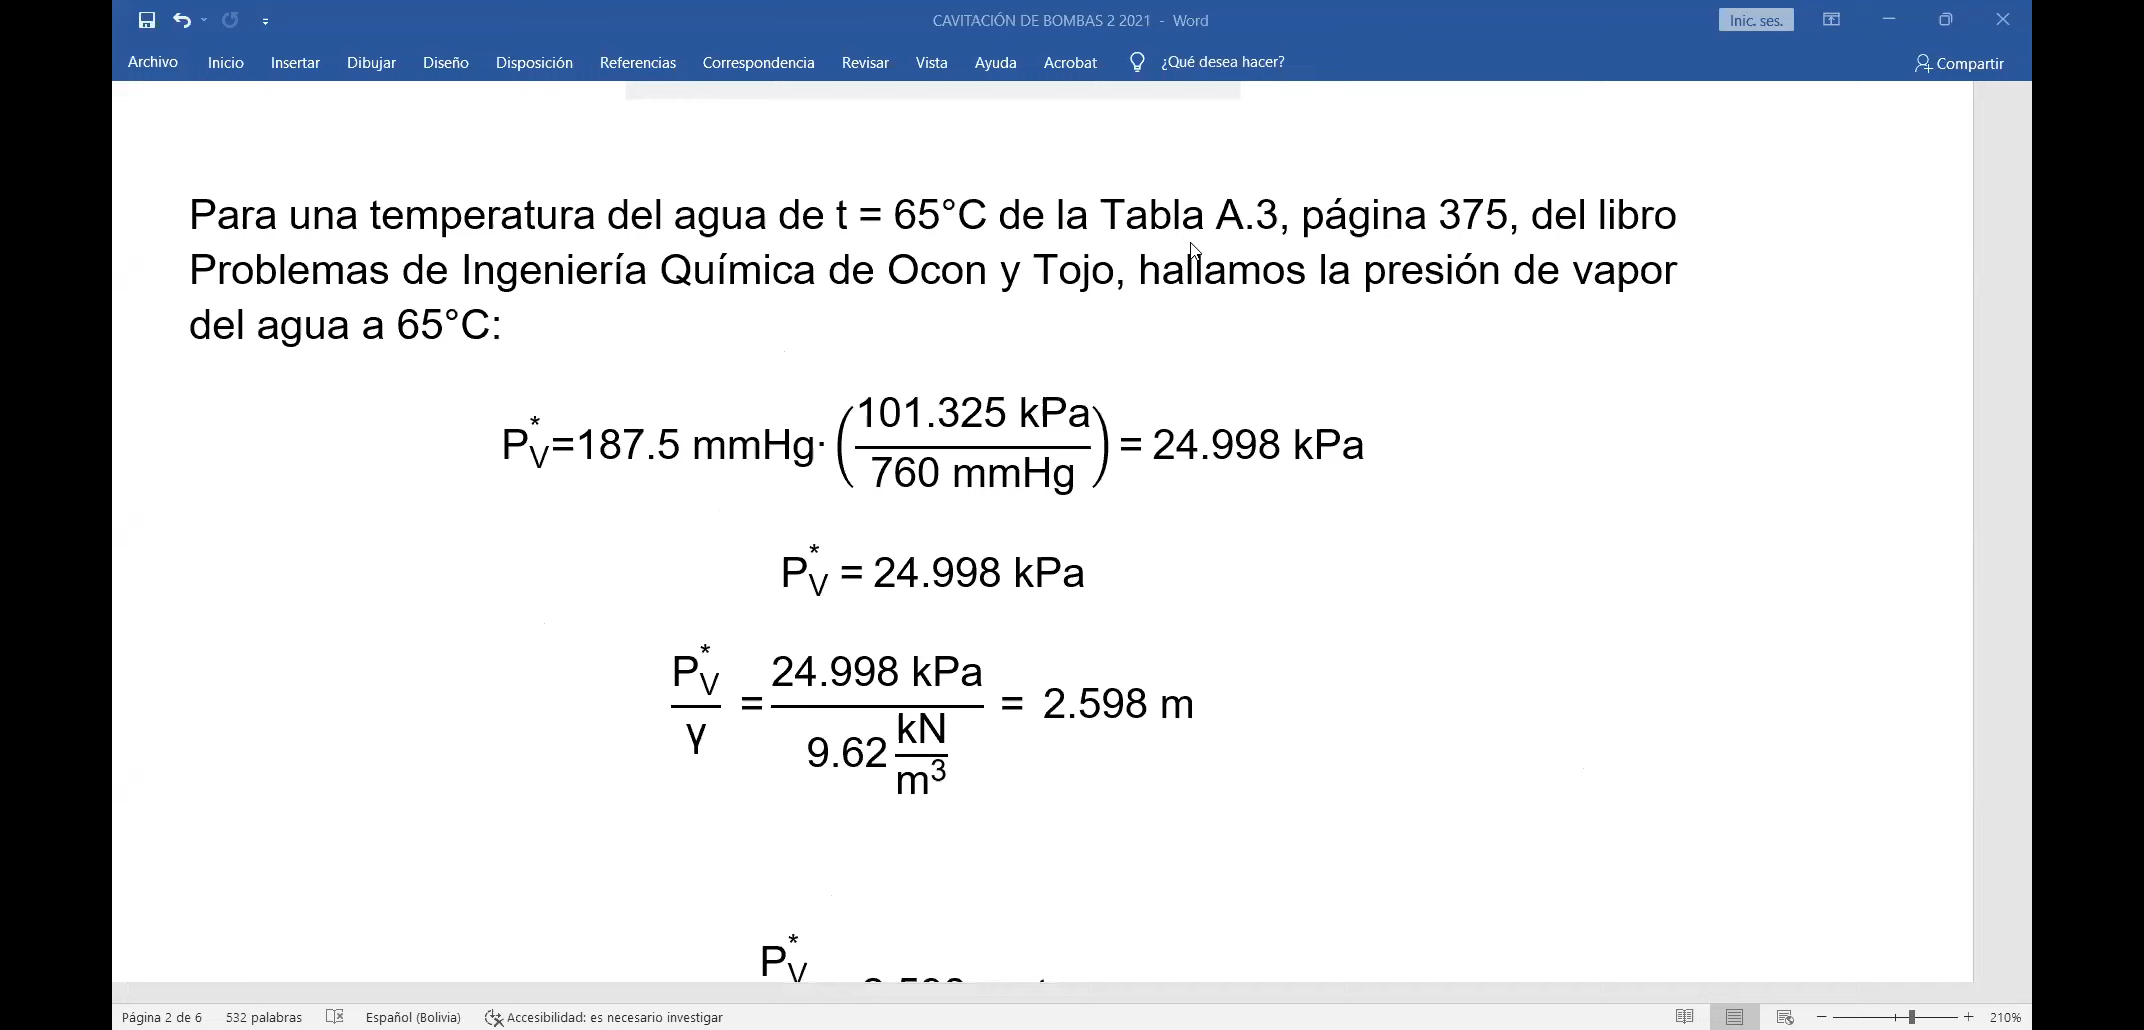 CAVITACIÓN DE BOMBAS 2 2021 - Word
Inic. ses.
Archivo Inicio Insertar Dibujar Diseño Disposición Referencias Correspondencia Revisar Vista Ayuda Acrobat ¿Qué desea hacer? Compartir
Para una temperatura del agua de t = 65°C de la Tabla A.3, página 375, del libro
Problemas de Ingeniería Química de Ocon y Tojo, hallamos la presión de vapor
del agua a 65°C:
P*V=187.5 mmHg·(101.325 kPa/760 mmHg) = 24.998 kPa
P*V = 24.998 kPa
P*V/γ = 24.998 kPa/9.62 kN/m³ = 2.598 m
P*V
Página 2 de 6 532 palabras Español (Bolivia) Accesibilidad: es necesario investigar 210%